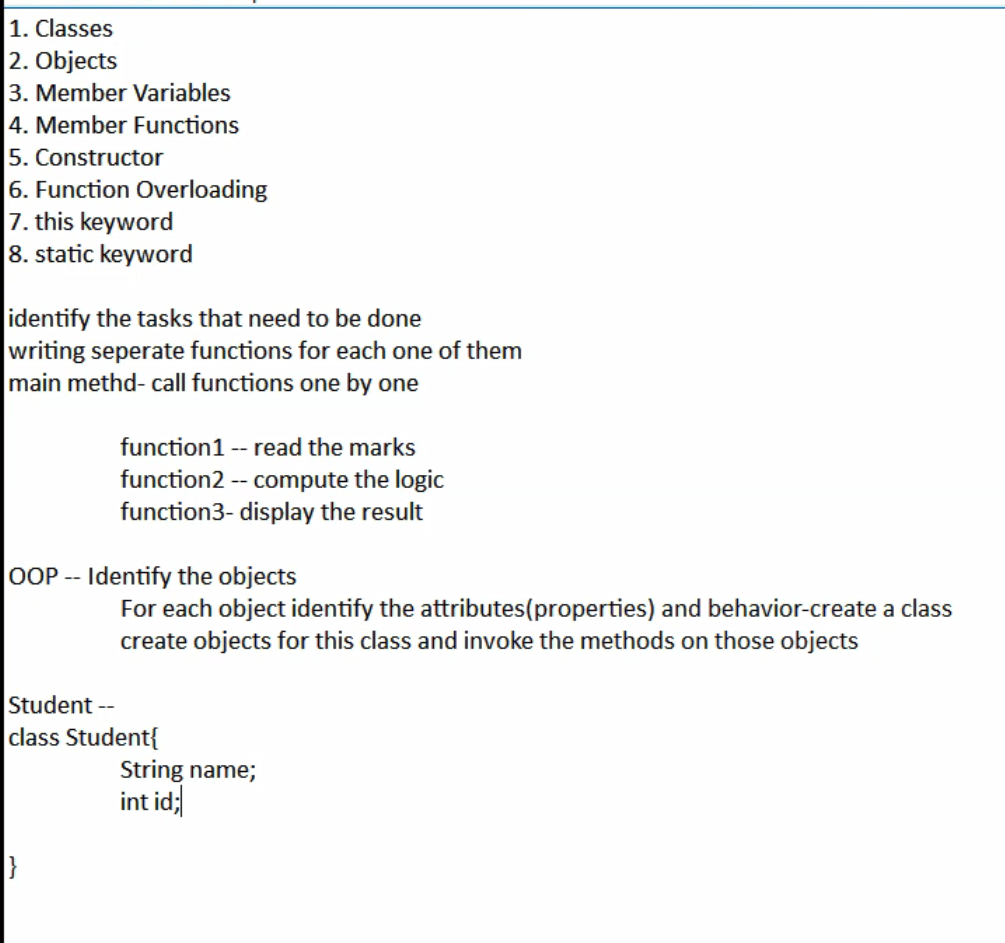 1. Classes
2. Objects
3. Member Variables
4. Member Functions
5. Constructor
6. Function Overloading
7. this keyword
8. static keyword
identify the tasks that need to be done
writing seperate functions for each one of them
main methd- call functions one by one
function1 -- read the marks
function2 -- compute the logic
function3- display the result
OOP -- Identify the objects
For each object identify the attributes(properties) and behavior-create a class
create objects for this class and invoke the methods on those objects
Student --
class Student{
String name;
int id;
}